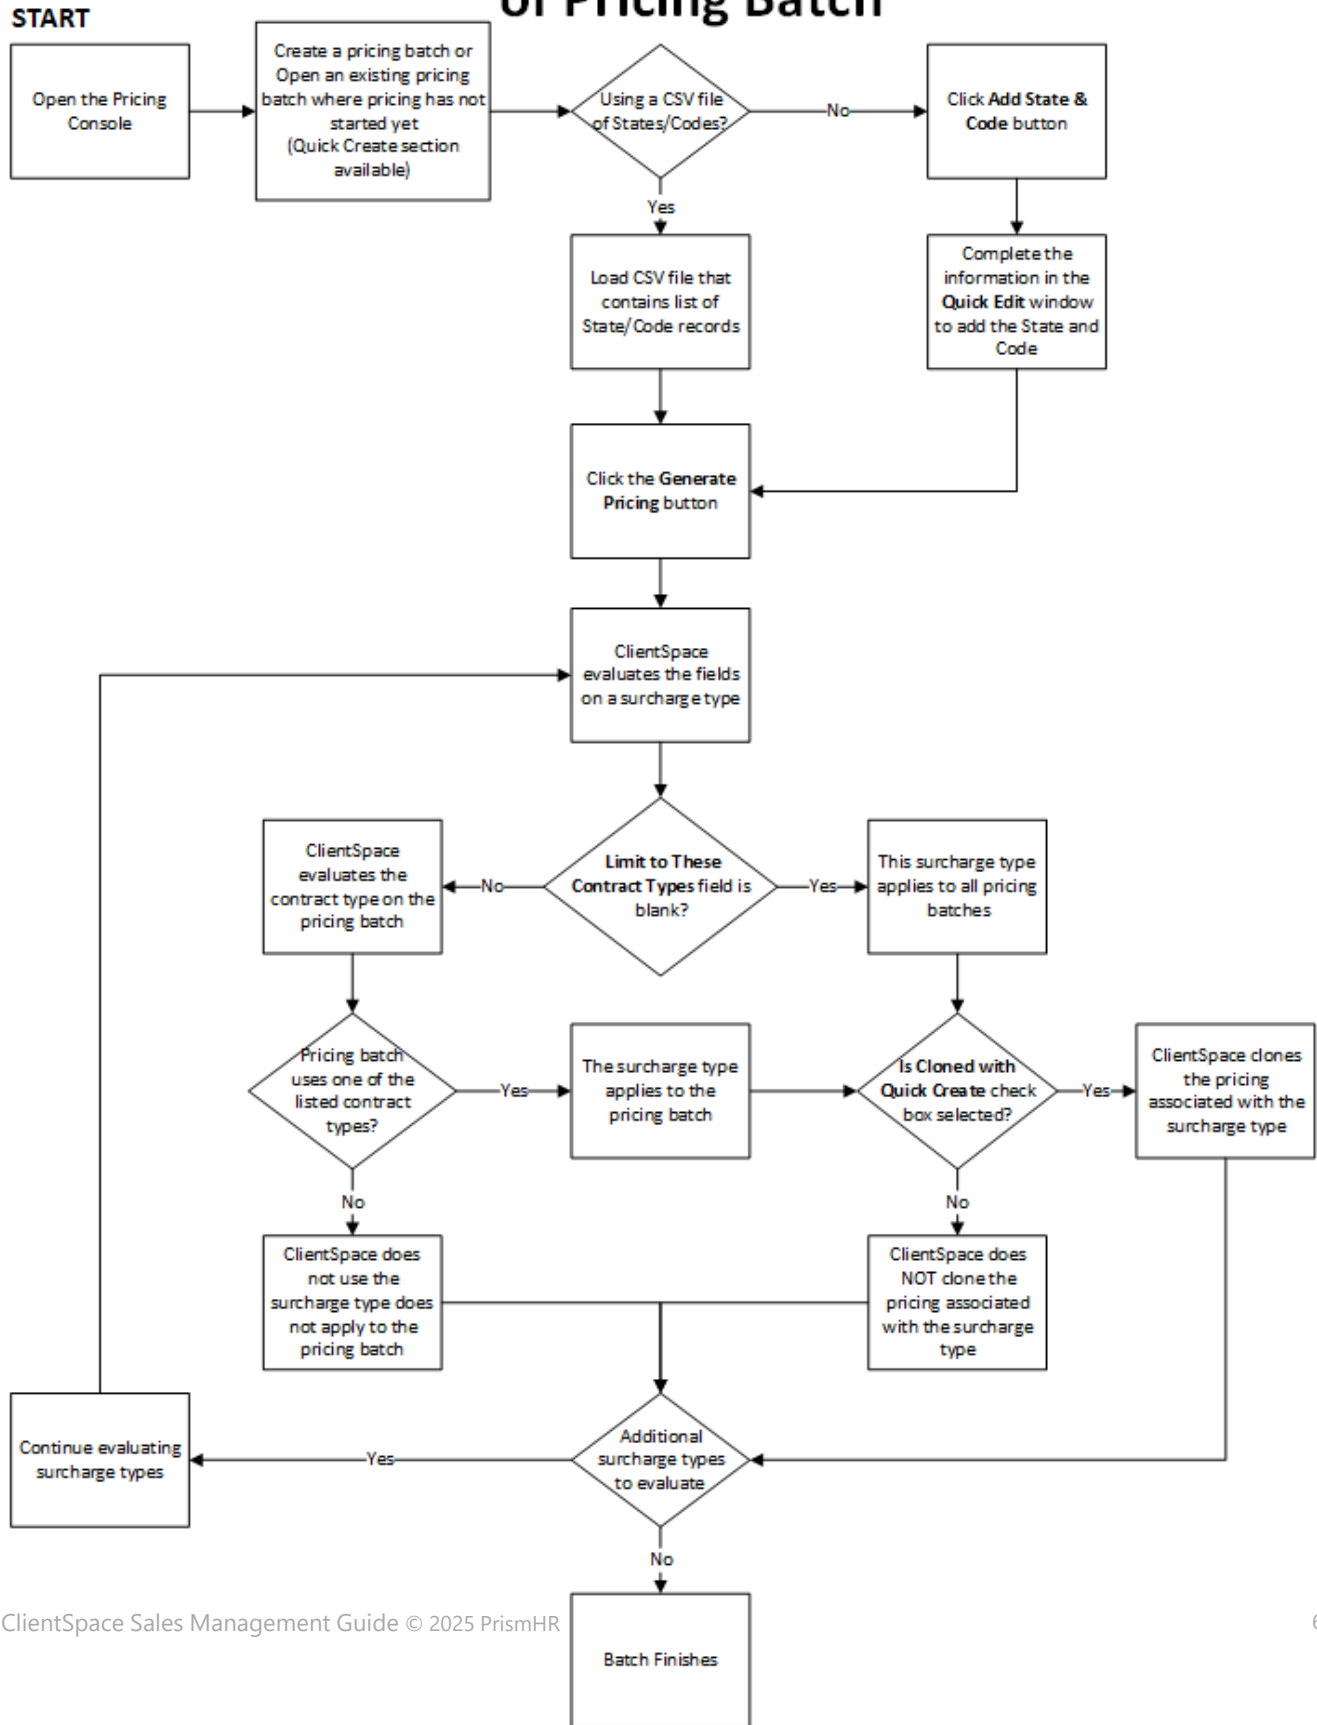 of Pricing Batch
START
Open the Pricing
Console
Create a pricing batch or
Open an existing pricing
batch where pricing has not
started yet
(Quick Create section
available)
Using a CSV file
of States/Codes?
No
Click Add State &
Code button
Yes
Load CSV file that
contains list of
State/Code records
Complete the
information in the
Quick Edit window
to add the State and
Code
Click the Generate
Pricing button
ClientSpace
evaluates the fields
on a surcharge type
Limit to These
Contract Types field is
blank?
No
ClientSpace
evaluates the
contract type on the
pricing batch
Yes
This surcharge type
applies to all pricing
batches
Pricing batch
uses one of the
listed contract
types?
Yes
The surcharge type
applies to the
pricing batch
Is Cloned with
Quick Create check
box selected?
Yes
ClientSpace clones
the pricing
associated with the
surcharge type
No
ClientSpace does
not use the
surcharge type does
not apply to the
pricing batch
No
ClientSpace does
NOT clone the
pricing associated
with the surcharge
type
Additional
surcharge types
to evaluate
Yes
Continue evaluating
surcharge types
No
Batch Finishes
ClientSpace Sales Management Guide © 2025 PrismHR